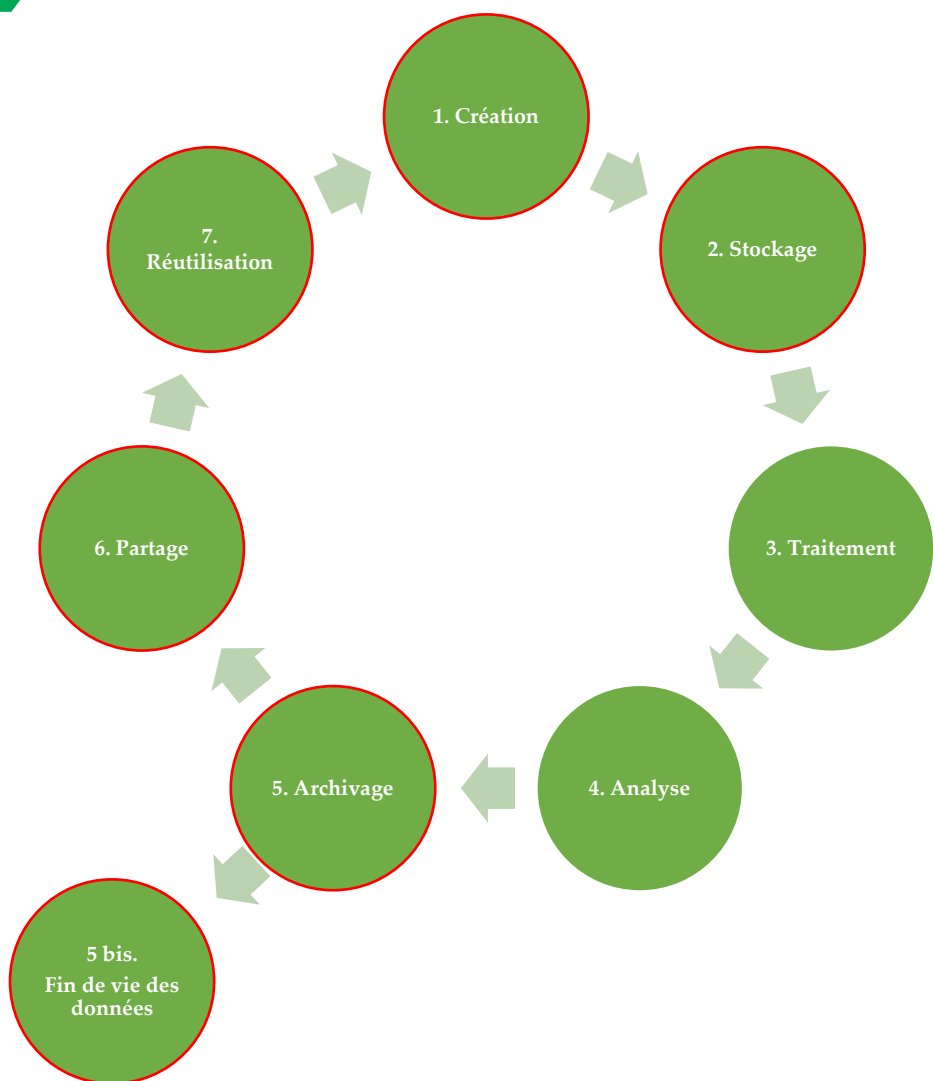 1. Création
2. Stockage
3. Traitement
4. Analyse
5. Archivage
5 bis.
Fin de vie des
données
6. Partage
7.
Réutilisation